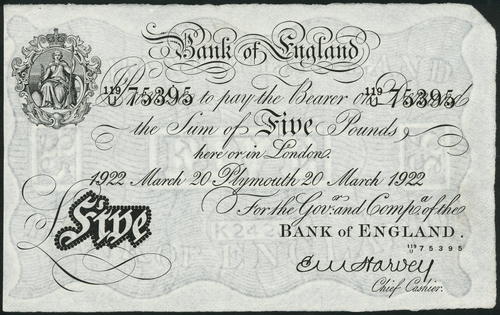 Bank of England
119/U 75395 to pay the Bearer on 119/U 75395
the Sum of Five Pounds
here or in London.
1922 March 20 Plymouth 20 March 1922
For the Gov.r and Comp.a of the
Five
BANK OF ENGLAND.
119/U 75395
E M Harvey
Chief Cashier.